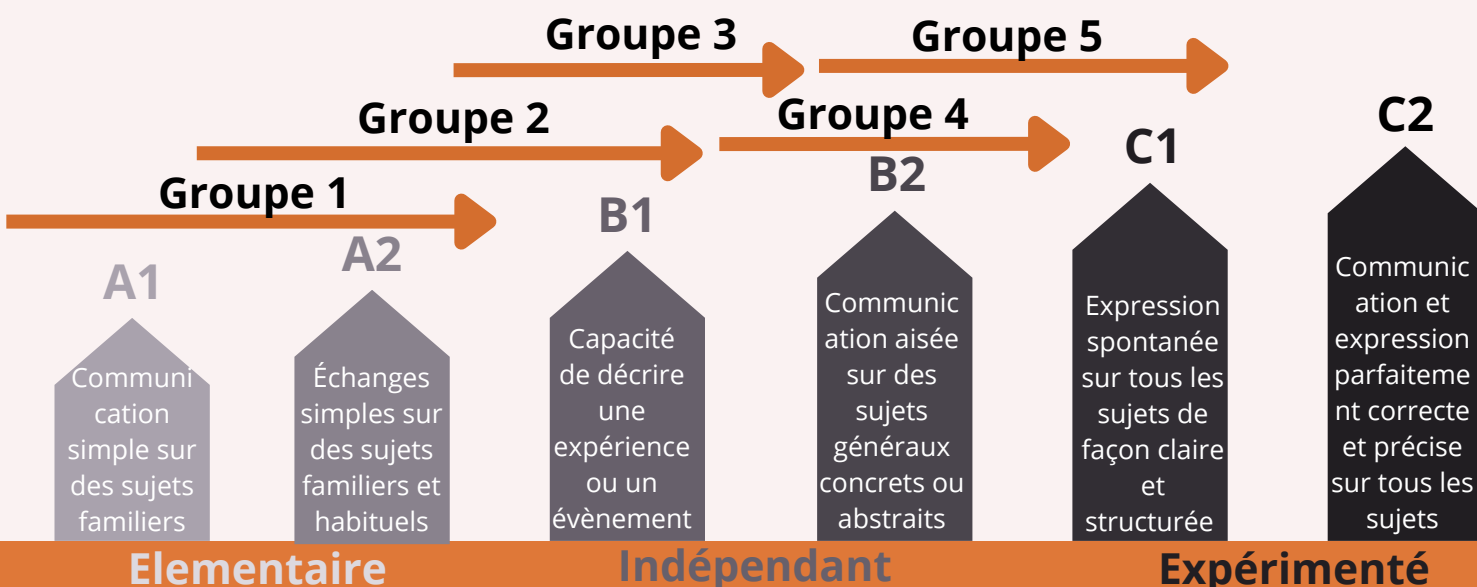 Groupe 3
Groupe 5
Groupe 2
Groupe 4
Groupe 1
A1
Communi
cation
simple sur
des sujets
familiers
A2
Échanges
simples sur
des sujets
familiers et
habituels
B1
Capacité
de décrire
une
expérience
ou un
évènement
B2
Communic
ation aisée
sur des
sujets
généraux
concrets ou
abstraits
C1
Expression
spontanée
sur tous les
sujets de
façon claire
et
structurée
C2
Communic
ation et
expression
parfaiteme
nt correcte
et précise
sur tous les
sujets
Elementaire
Indépendant
Expérimenté